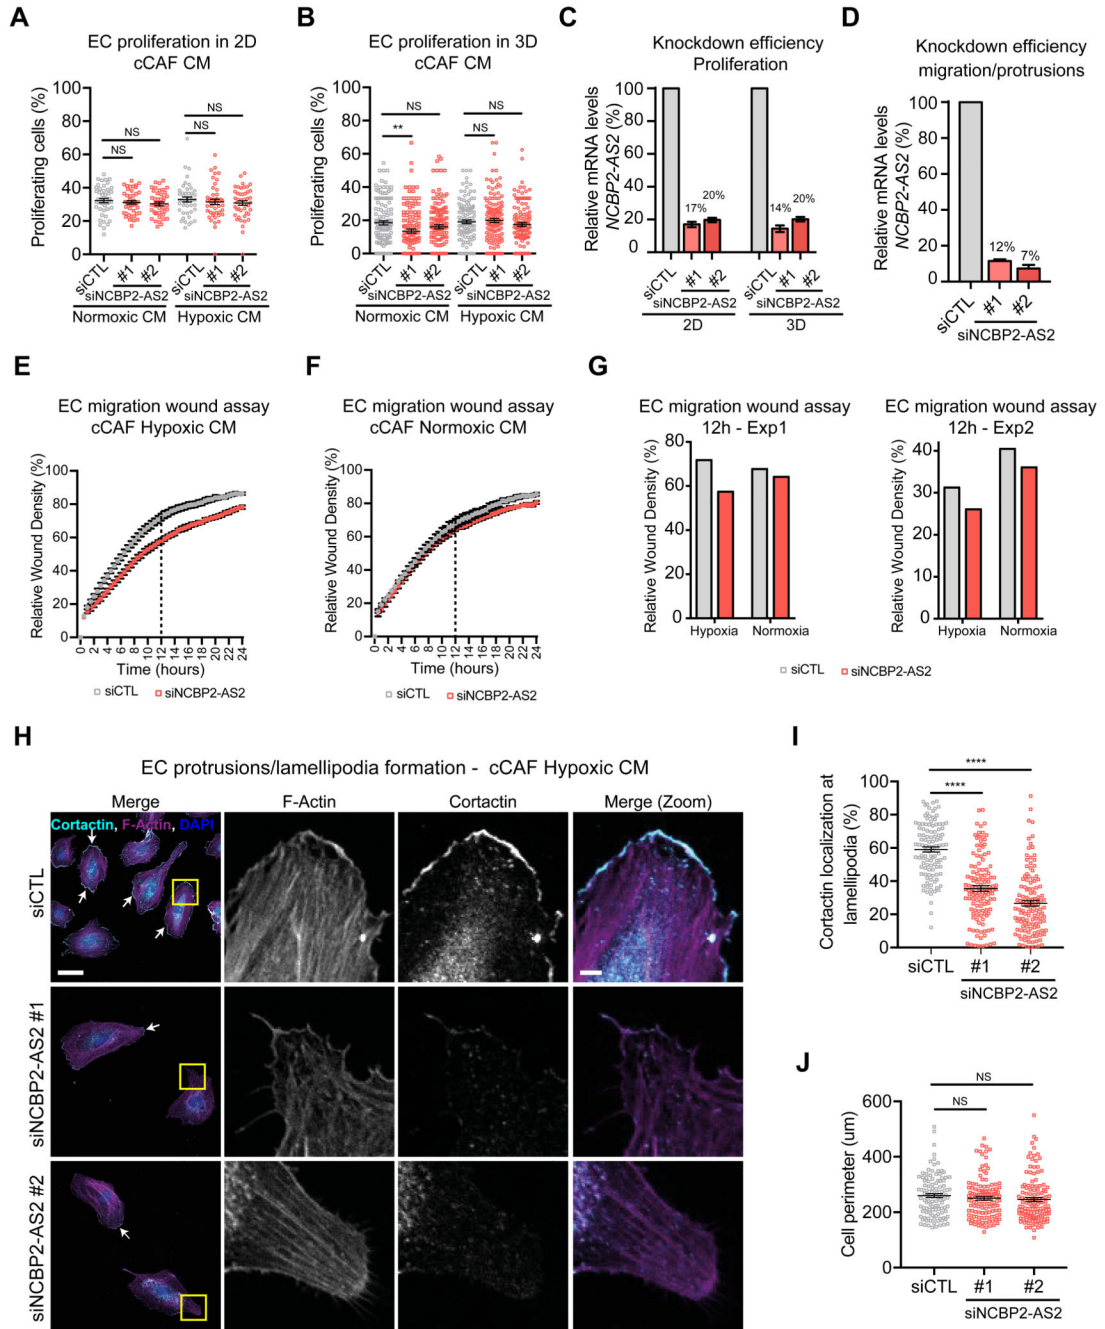 A
EC proliferation in 2D
cCAF CM
Proliferating cells (%)
100
80
60
40
20
0
NS
NS
NS
NS
siCTL
#1
#2
siCTL
#1
#2
siNCBP2-AS2
Normoxic CM
Hypoxic CM
B
EC proliferation in 3D
cCAF CM
Proliferating cells (%)
100
80
60
40
20
0
NS
**
NS
NS
siCTL
#1
#2
siCTL
#1
#2
siNCBP2-AS2
Normoxic CM
Hypoxic CM
C
Knockdown efficiency
Proliferation
Relative mRNA levels
NCBP2-AS2 (%)
100
80
60
40
20
0
17%
20%
14%
20%
siCTL
#1
#2
siCTL
#1
#2
siNCBP2-AS2
2D
3D
D
Knockdown efficiency
migration/protrusions
Relative mRNA levels
NCBP2-AS2 (%)
100
80
60
40
20
0
12%
7%
siCTL
#1
#2
siNCBP2-AS2
E
EC migration wound assay
cCAF Hypoxic CM
Relative Wound Density (%)
100
80
60
40
20
0
0 2 4 6 8 10 12 14 16 18 20 22 24
Time (hours)
siCTL siNCBP2-AS2
F
EC migration wound assay
cCAF Normoxic CM
Relative Wound Density (%)
100
80
60
40
20
0
0 2 4 6 8 10 12 14 16 18 20 22 24
Time (hours)
siCTL siNCBP2-AS2
G
EC migration wound assay
12h - Exp1
Relative Wound Density (%)
80
60
40
20
0
Hypoxia Normoxia
EC migration wound assay
12h - Exp2
Relative Wound Density (%)
40
30
20
10
0
Hypoxia Normoxia
siCTL siNCBP2-AS2
H
EC protrusions/lamellipodia formation - cCAF Hypoxic CM
Merge F-Actin Cortactin Merge (Zoom)
Cortactin, F-Actin, DAPI
siCTL
siNCBP2-AS2 #1
siNCBP2-AS2 #2
I
Cortactin localization at
lamellipodia (%)
100
80
60
40
20
0
****
****
siCTL #1 #2
siNCBP2-AS2
J
Cell perimeter (um)
600
400
200
0
NS
NS
siCTL #1 #2
siNCBP2-AS2